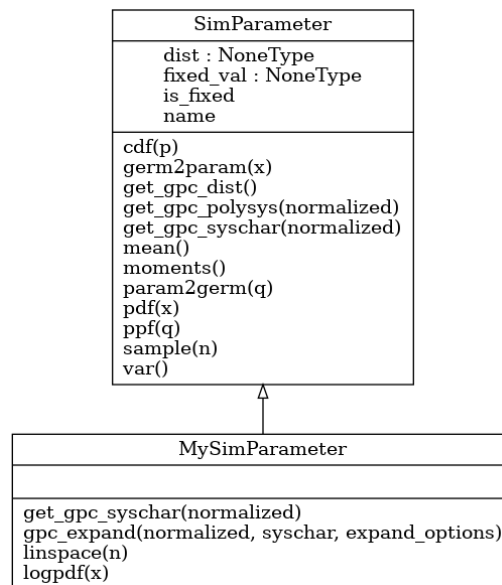 SimParameter
dist : NoneType
fixed_val : NoneType
is_fixed
name
cdf(p)
germ2param(x)
get_gpc_dist()
get_gpc_polysys(normalized)
get_gpc_syschar(normalized)
mean()
moments()
param2germ(q)
pdf(x)
ppf(q)
sample(n)
var()
MySimParameter
get_gpc_syschar(normalized)
gpc_expand(normalized, syschar, expand_options)
linspace(n)
logpdf(x)